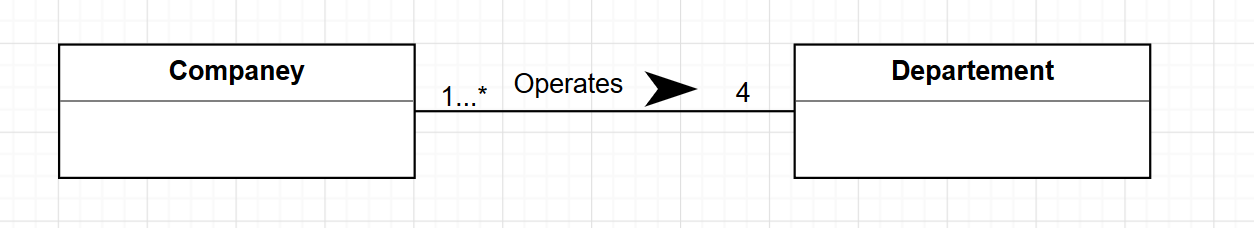 Companey
1...* Operates 4
Departement